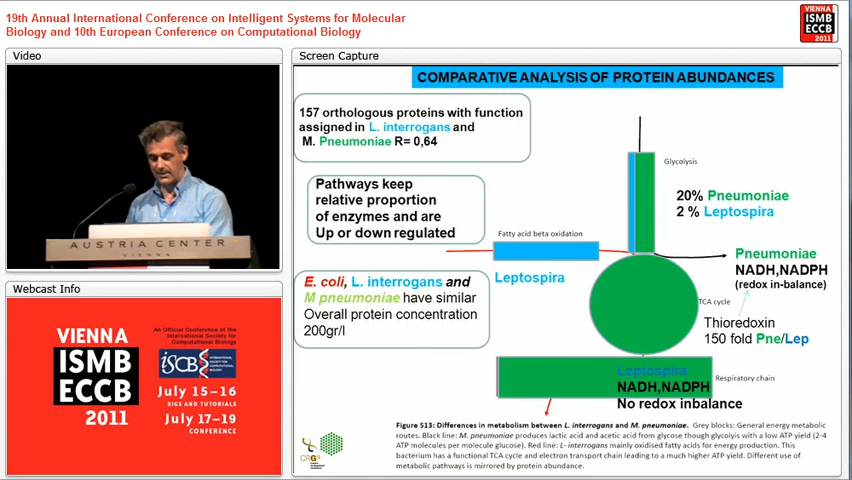 19th Annual International Conference on Intelligent Systems for Molecular
Biology and 10th European Conference on Computational Biology
VIENNA
ISMB
ECCB
2011
Video
AUSTRIA CENTER
VIENNA
Webcast Info
VIENNA
ISMB
ECCB
2011
An Official Conference of the
International Society for
Computational Biology
ISCB
INTERNATIONAL
SOCIETY FOR
COMPUTATIONAL
BIOLOGY
July 15–16
SIGS AND TUTORIALS
July 17–19
CONFERENCE
Screen Capture
COMPARATIVE ANALYSIS OF PROTEIN ABUNDANCES
157 orthologous proteins with function
assigned in L. interrogans and
M. Pneumoniae R= 0,64
Pathways keep
relative proportion
of enzymes and are
Up or down regulated
E. coli, L. interrogans and
M pneumoniae have similar
Overall protein concentration
200gr/l
Glycolysis
20% Pneumoniae
2 % Leptospira
Fatty acid beta oxidation
Leptospira
Pneumoniae
NADH,NADPH
(redox in-balance)
TCA cycle
Thioredoxin
150 fold Pne/Lep
Leptospira
NADH,NADPH
No redox inbalance
Respiratory chain
Figure S13: Differences in metabolism between L. interrogans and M. pneumoniae. Grey blocks: General energy metabolic
routes. Black line: M. pneumoniae produces lactic acid and acetic acid from glucose though glycolysis with a low ATP yield (2-4
ATP molecules per molecule glucose). Red line: L- interrogans mainly oxidised fatty acids for energy production. This
bacterium has a functional TCA cycle and electron transport chain leading to a much higher ATP yield. Different use of
metabolic pathways is mirrored by protein abundance.
CRG